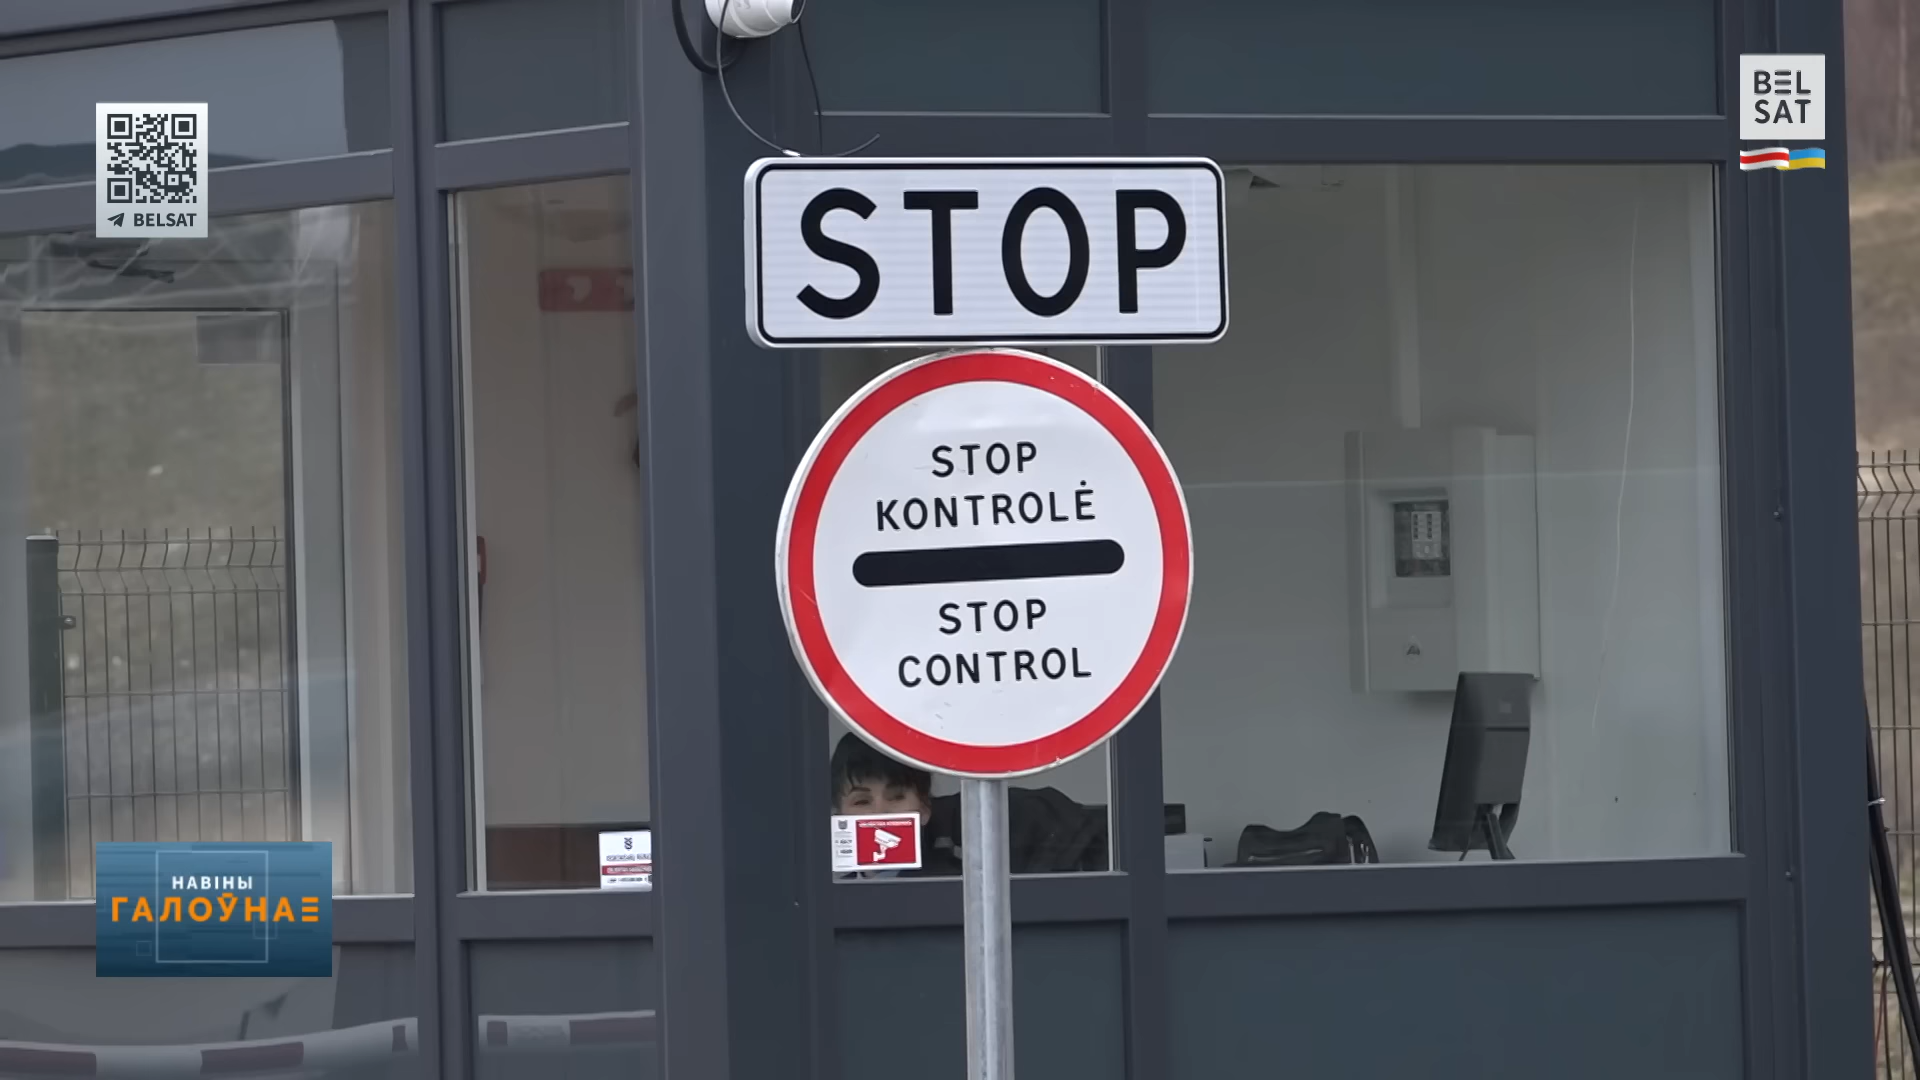 BEL
SAT
BELSAT
STOP
STOP
KONTROLĖ
STOP
CONTROL
НАВІНЫ
ГАЛОЎНАЕ